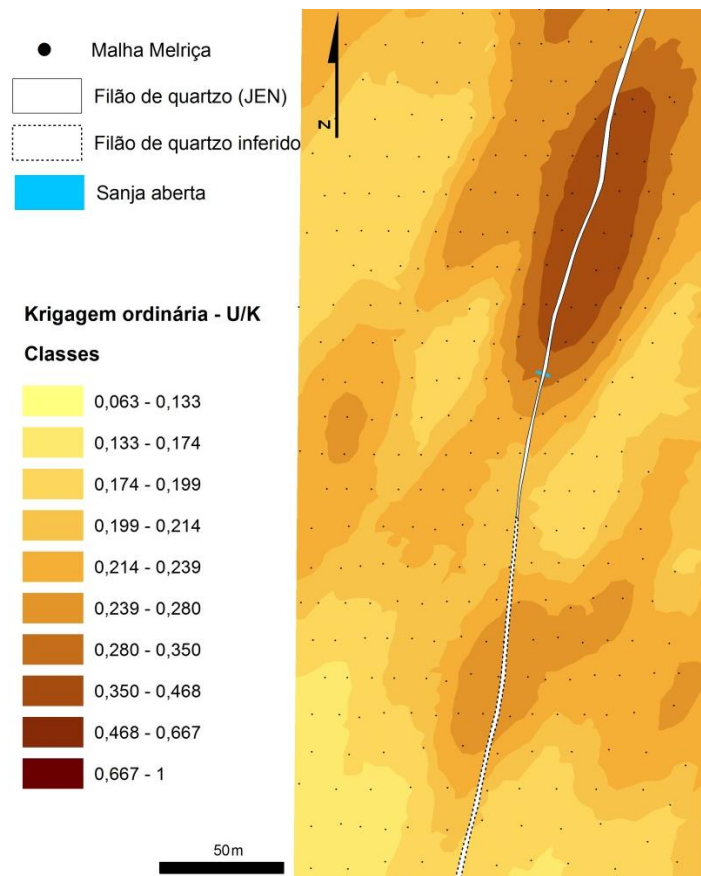 Malha Melriça
Filão de quartzo (JEN)
Filão de quartzo inferido
Sanja aberta
N
Krigagem ordinária - U/K
Classes
0,063 - 0,133
0,133 - 0,174
0,174 - 0,199
0,199 - 0,214
0,214 - 0,239
0,239 - 0,280
0,280 - 0,350
0,350 - 0,468
0,468 - 0,667
0,667 - 1
50m